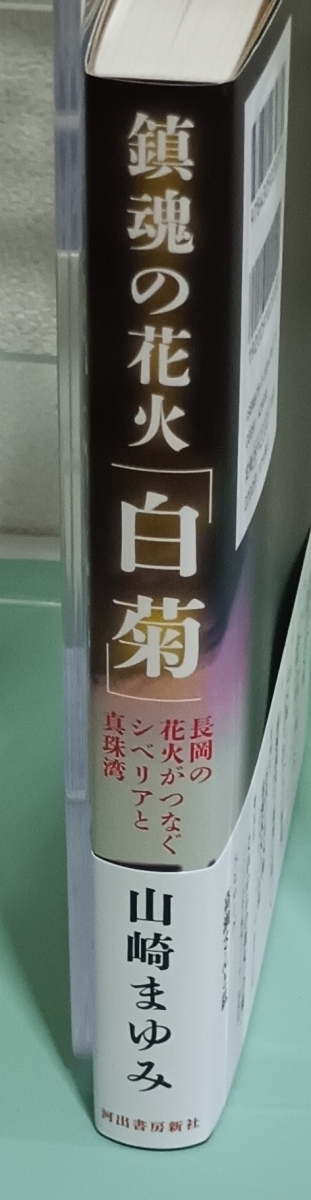 鎮魂の花火
「白菊」
長岡の
花火がつなぐ
シベリアと
真珠湾
山崎まゆみ
河出書房新社